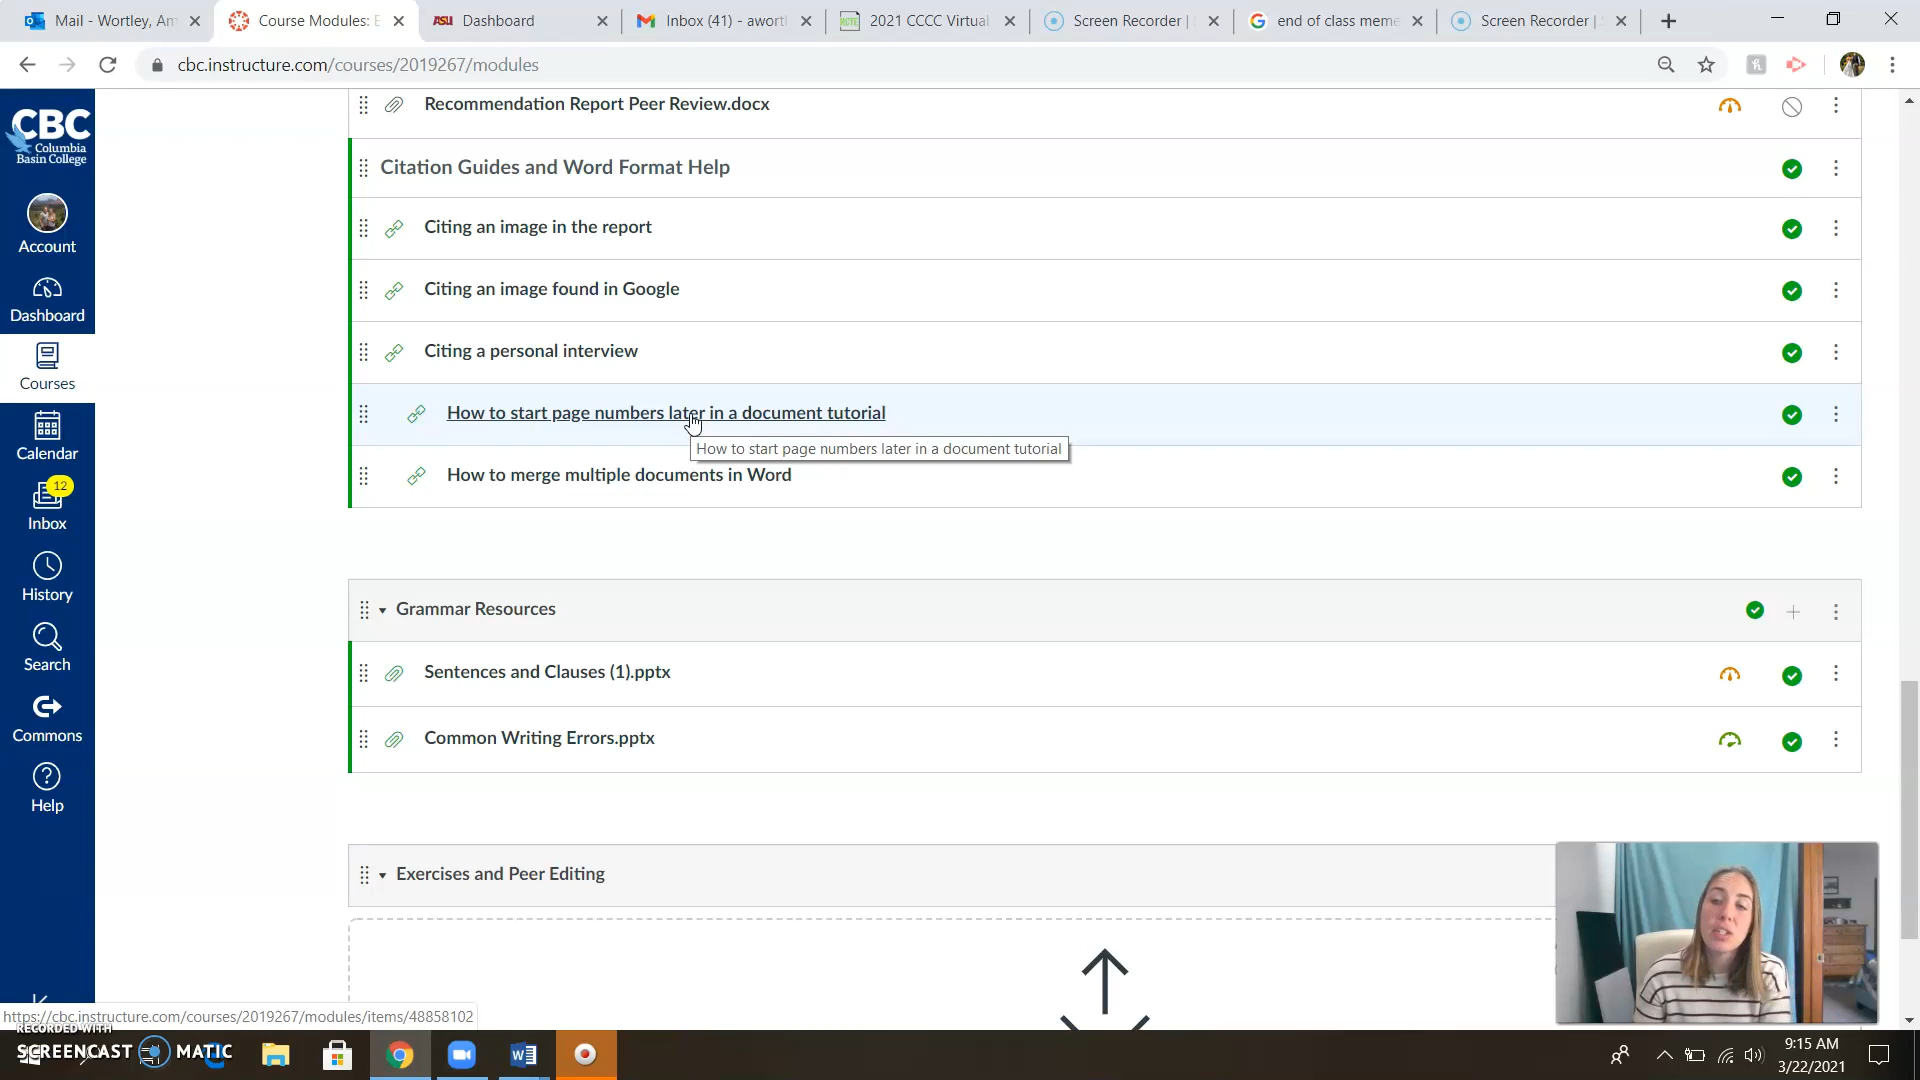 Mail - Wortley, Am
Course Modules: E
ASU Dashboard
Inbox (41) - awort
2021 CCCC Virtual
Screen Recorder |
end of class meme
Screen Recorder |
cbc.instructure.com/courses/2019267/modules
CBC
Columbia
Basin College
Account
Dashboard
Courses
Calendar
12
Inbox
History
Search
Commons
Help
Recommendation Report Peer Review.docx
Citation Guides and Word Format Help
Citing an image in the report
Citing an image found in Google
Citing a personal interview
How to start page numbers later in a document tutorial
How to start page numbers later in a document tutorial
How to merge multiple documents in Word
Grammar Resources
Sentences and Clauses (1).pptx
Common Writing Errors.pptx
Exercises and Peer Editing
https://cbc.instructure.com/courses/2019267/modules/items/48858102
RECORDED WITH
SCREENCAST MATIC
9:15 AM
3/22/2021